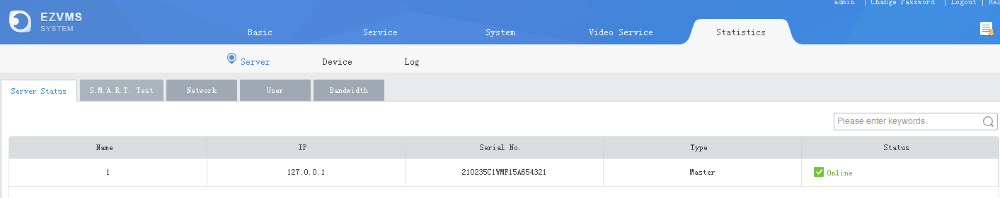 admin | Change Password | Logout | Hel
EZVMS
SYSTEM
Basic Service System Video Service Statistics
Server Device Log
Server Status S.M.A.R.T. Test Network User Bandwidth
Please enter keywords.
Name IP Serial No. Type Status
1 127.0.0.1 210235C1WMF15A654321 Master Online